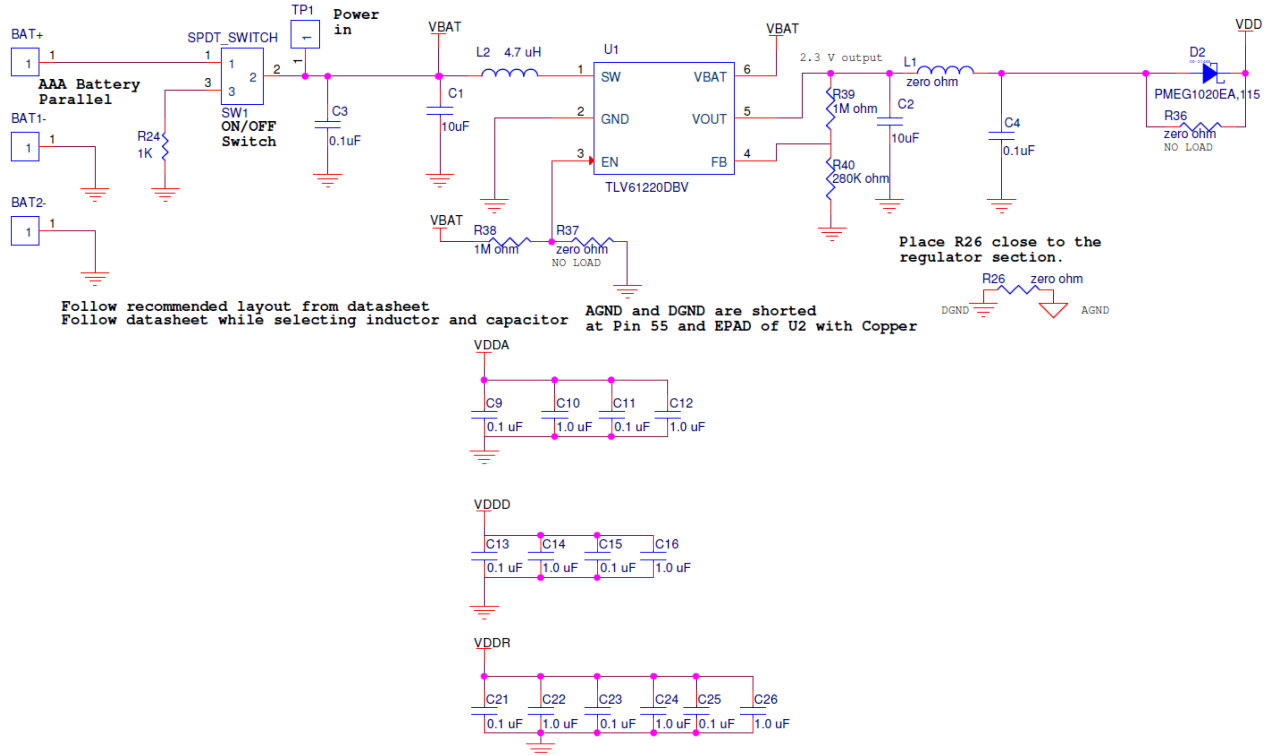 BAT+
1
1
AAA Battery
Parallel
BAT1-
1
1
BAT2-
1
1
SPDT_SWITCH
1
1
2
2
3
3
SW1
ON/OFF
Switch
R24
1K
TP1
1
1
Power
in
C3
0.1uF
VBAT
C1
10uF
L2 4.7 uH
U1
1
SW
VBAT
6
2
GND
VOUT
5
3
EN
FB
4
TLV61220DBV
VBAT
VBAT
R38
1M ohm
R37
zero ohm
NO LOAD
2.3 V output
R39
1M ohm
R40
280K ohm
C2
10uF
L1
zero ohm
C4
0.1uF
D2
PMEG1020EA,115
VDD
R36
zero ohm
NO LOAD
Place R26 close to the
regulator section.
R26 zero ohm
DGND
AGND
Follow recommended layout from datasheet
Follow datasheet while selecting inductor and capacitor
AGND and DGND are shorted
at Pin 55 and EPAD of U2 with Copper
VDDA
C9 C10 C11 C12
0.1 uF 1.0 uF 0.1 uF 1.0 uF
VDDD
C13 C14 C15 C16
0.1 uF 1.0 uF 0.1 uF 1.0 uF
VDDR
C21 C22 C23 C24 C25 C26
0.1 uF 1.0 uF 0.1 uF 1.0 uF 0.1 uF 1.0 uF